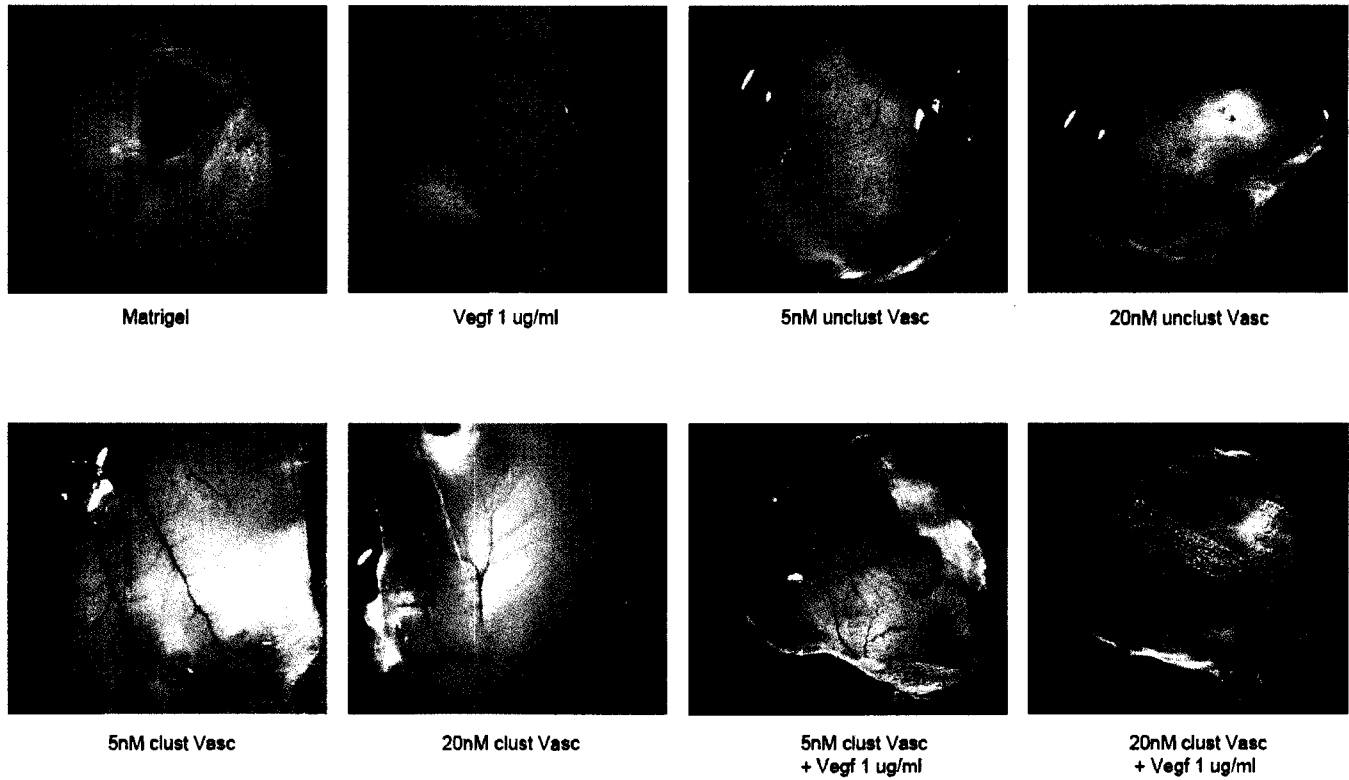 Matrigel
Vegf 1 ug/ml
5nM unclust Vasc
20nM unclust Vasc
5nM clust Vasc
20nM clust Vasc
5nM clust Vasc
+ Vegf 1 ug/ml
20nM clust Vasc
+ Vegf 1 ug/ml